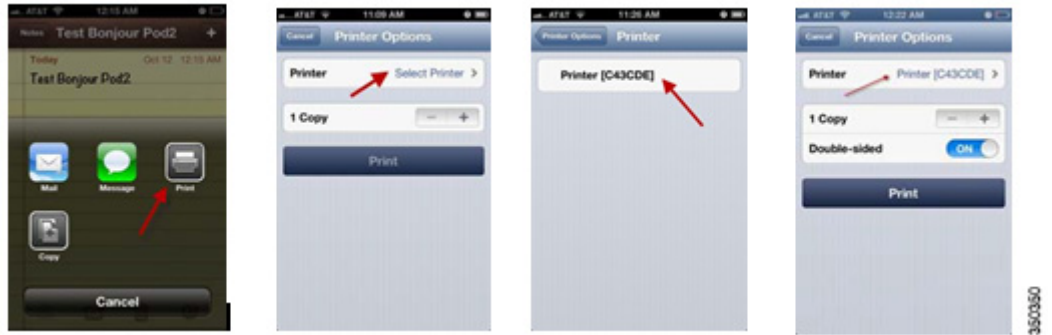 AT&T 12:15 AM
Notes Test Bonjour Pod2 +
Today Oct 12 12:15 AM
Test Bonjour Pod2
Mail Message Print
Copy
Cancel
AT&T 11:09 AM
Cancel Printer Options
Printer Select Printer >
1 Copy − +
Print
AT&T 11:26 AM
Printer Options Printer
Printer [C43CDE]
AT&T 12:22 AM
Cancel Printer Options
Printer Printer [C43CDE] >
1 Copy − +
Double-sided ON
Print
350350